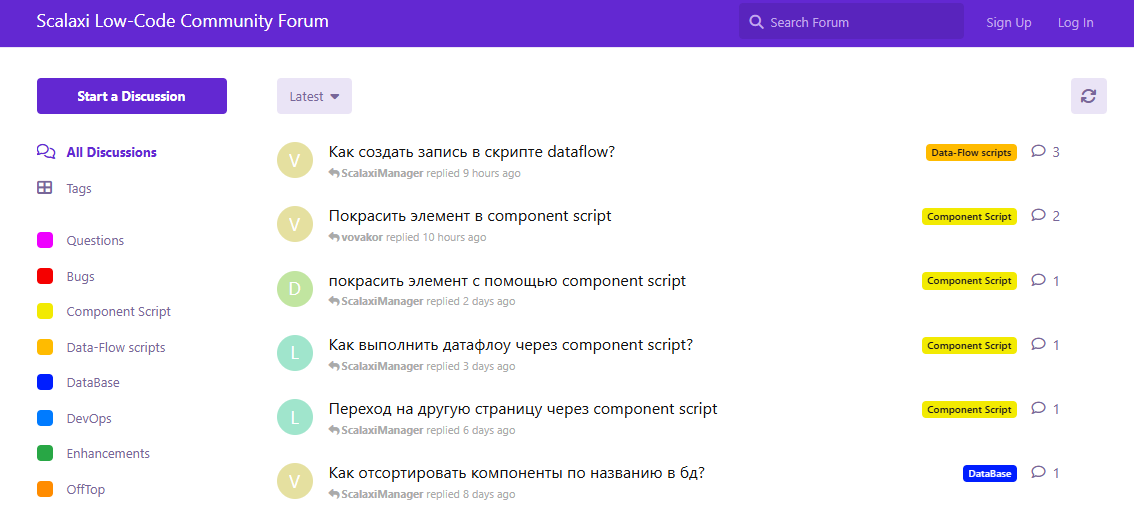 Scalaxi Low-Code Community Forum
Search Forum
Sign Up
Log In
Start a Discussion
Latest
All Discussions
Tags
Questions
Bugs
Component Script
Data-Flow scripts
DataBase
DevOps
Enhancements
OffTop
V
Как создать запись в скрипте dataflow?
ScalaxiManager replied 9 hours ago
Data-Flow scripts
3
V
Покрасить элемент в component script
vovakor replied 10 hours ago
Component Script
2
D
покрасить элемент с помощью component script
ScalaxiManager replied 2 days ago
Component Script
1
L
Как выполнить датафлоу через component script?
ScalaxiManager replied 3 days ago
Component Script
1
L
Переход на другую страницу через component script
ScalaxiManager replied 6 days ago
Component Script
1
V
Как отсортировать компоненты по названию в бд?
ScalaxiManager replied 8 days ago
DataBase
1